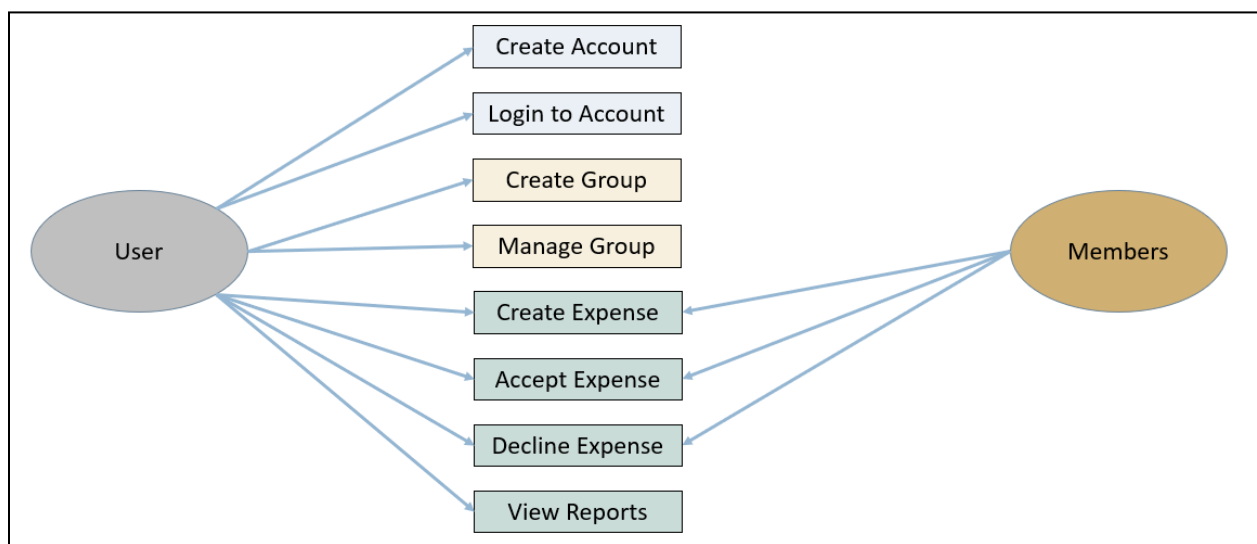 Create Account
Login to Account
Create Group
User
Manage Group
Members
Create Expense
Accept Expense
Decline Expense
View Reports